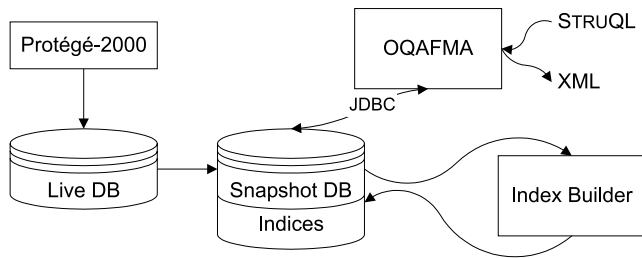 Protégé-2000
OQAFMA
STRUQL
XML
JDBC
Live DB
Snapshot DB
Indices
Index Builder